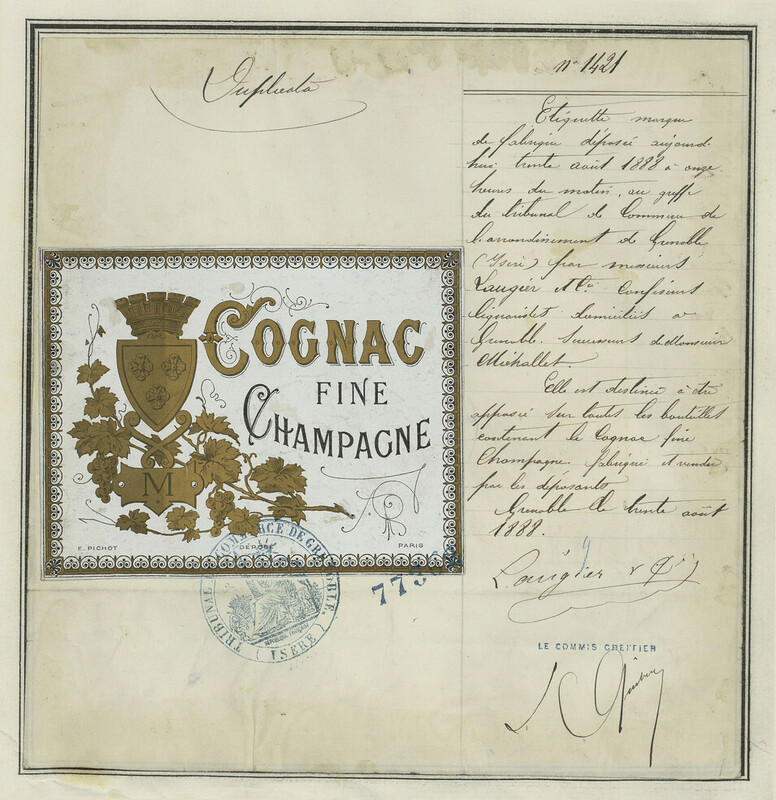 Duplicata
n° 1421
Etiquette marque
de fabrique déposée aujourd-
hui trente août 1888 à onze
heures du matin, au greffe
du tribunal de Commerce de
l'arrondissement de Grenoble
(Isère) par messieurs
Laugier & Cie Confiseurs
liquoristes domiciliés à
Grenoble. Successeurs de Monsieur
Michallet.
Elle est destinée à être
apposée sur toutes les bouteilles
contenant le Cognac fine
Champagne fabriqué et vendu
par les déposants
Grenoble le trente août
1888.
Laugier & Cie
LE COMMIS GREFFIER
COGNAC
FINE
CHAMPAGNE
M
E. PICHOT DÉPOSÉ PARIS
TRIBUNAL DE COMMERCE DE GRENOBLE. (ISÈRE)